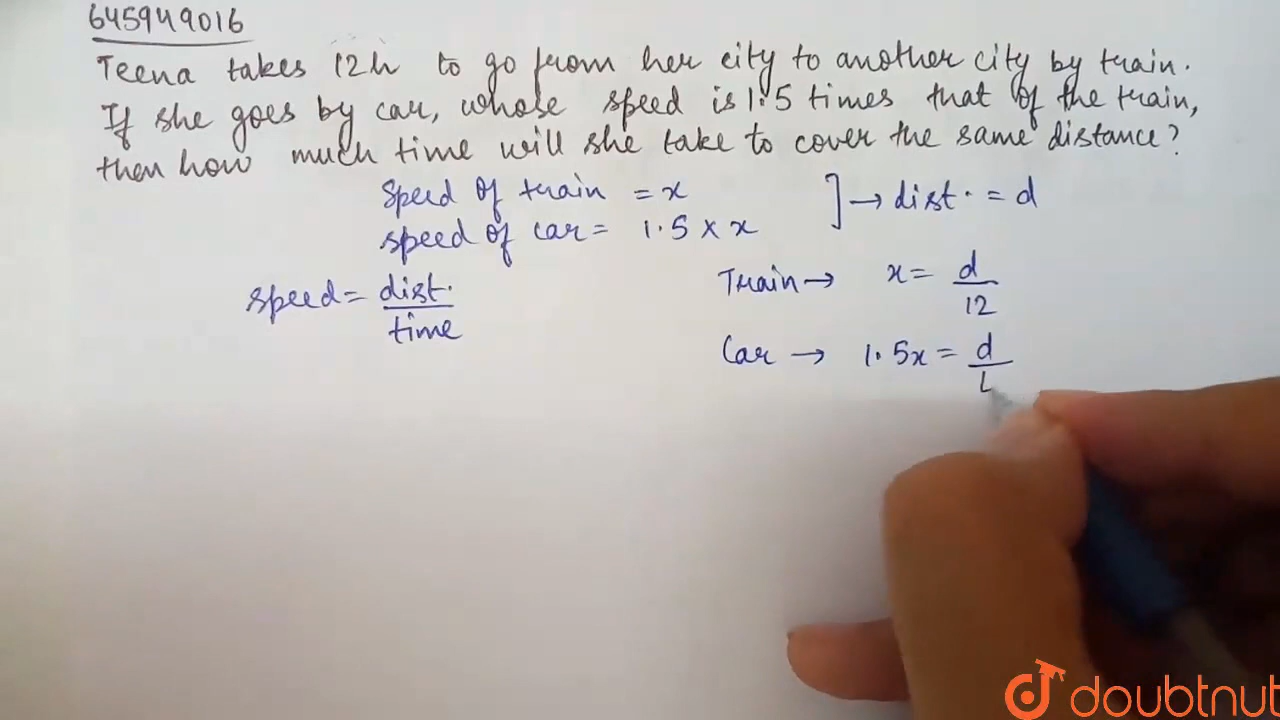 645949016
Teena takes 12h to go from her city to another city by train.
If she goes by car, whose speed is 1.5 times that of the train,
then how much time will she take to cover the same distance?
Speed of train = x
speed of car = 1.5 × x
] → dist. = d
speed = dist. / time
Train → x = d / 12
Car → 1.5x = d /
doubtnut